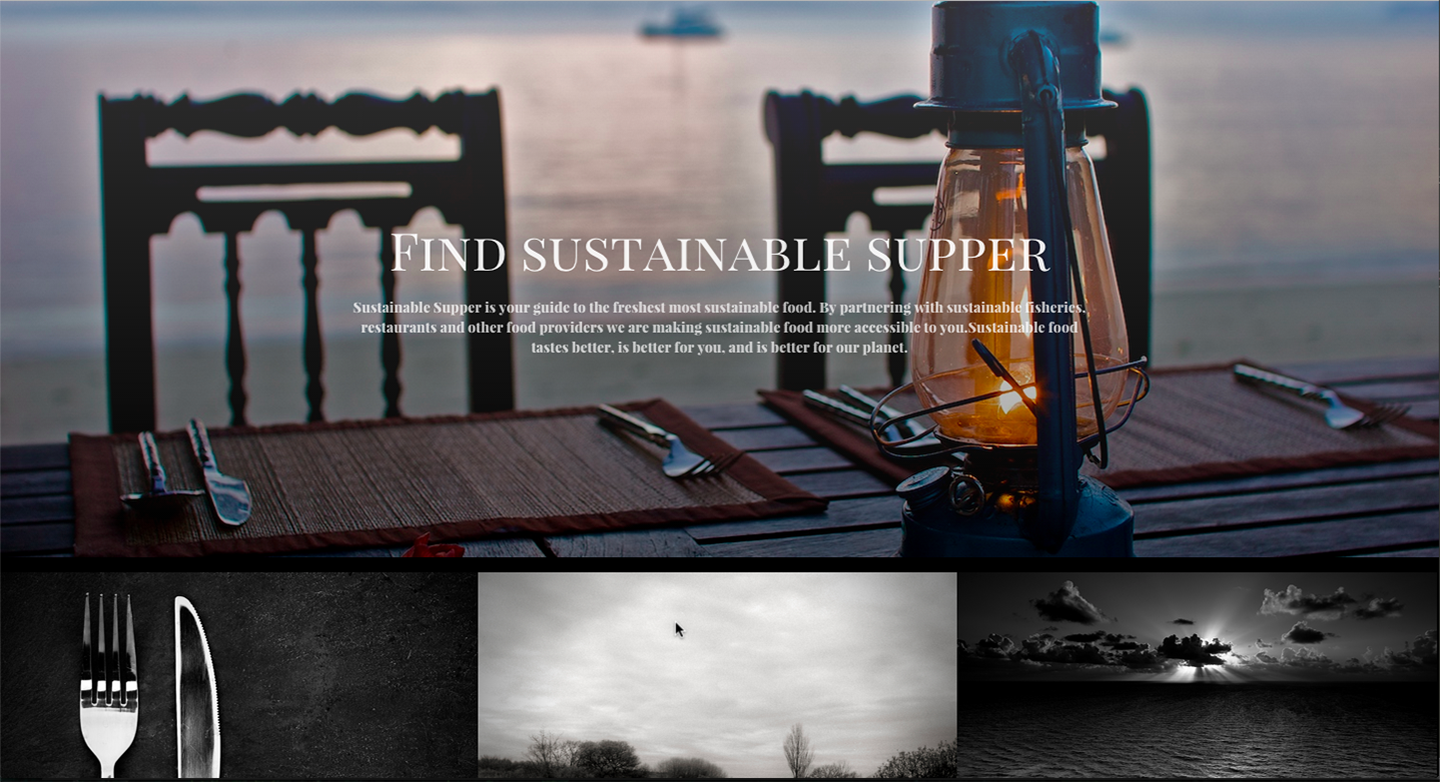 Find sustainable supper
Sustainable Supper is your guide to the freshest most sustainable food. By partnering with sustainable fisheries,
restaurants and other food providers we are making sustainable food more accessible to you.Sustainable food
tastes better, is better for you, and is better for our planet.